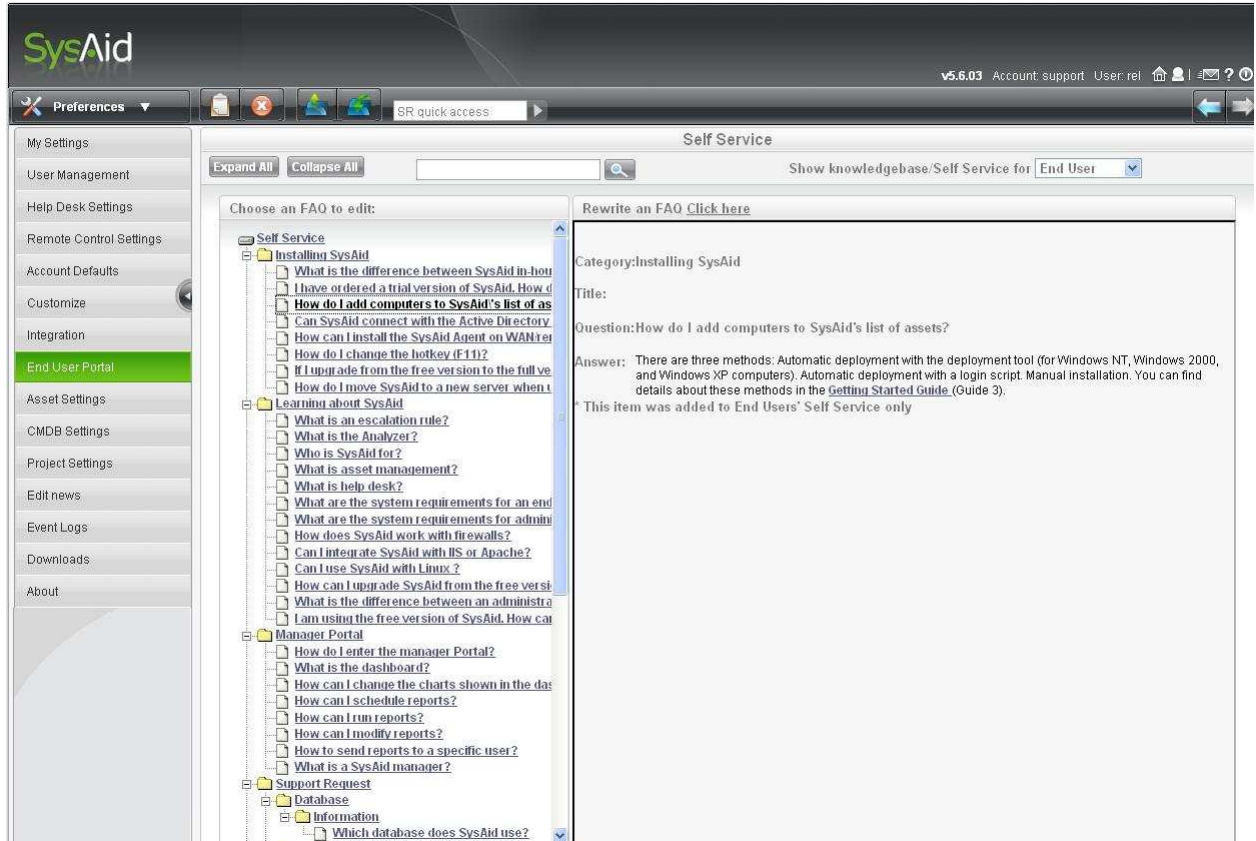 SysAid
v5.6.03 Account: support User: rel
Preferences
SR quick access
My Settings
User Management
Help Desk Settings
Remote Control Settings
Account Defaults
Customize
Integration
End User Portal
Asset Settings
CMDB Settings
Project Settings
Edit news
Event Logs
Downloads
About
Self Service
Expand All Collapse All
Show knowledgebase/Self Service for End User
Choose an FAQ to edit:
Self Service
Installing SysAid
What is the difference between SysAid in-hou
I have ordered a trial version of SysAid. How d
How do I add computers to SysAid\'s list of as
Can SysAid connect with the Active Directory
How can I install the SysAid Agent on WAN/re
How do I change the hotkey (F11)?
If I upgrade from the free version to the full ve
How do I move SysAid to a new server when u
Learning about SysAid
What is an escalation rule?
What is the Analyzer?
Who is SysAid for?
What is asset management?
What is help desk?
What are the system requirements for an end
What are the system requirements for admini
How does SysAid work with firewalls?
Can I integrate SysAid with IIS or Apache?
Can I use SysAid with Linux ?
How can I upgrade SysAid from the free versi
What is the difference between an administra
I am using the free version of SysAid. How ca
Manager Portal
How do I enter the manager Portal?
What is the dashboard?
How can I change the charts shown in the das
How can I schedule reports?
How can I run reports?
How can I modify reports?
How to send reports to a specific user?
What is a SysAid manager?
Support Request
Database
Information
Which database does SysAid use?
Rewrite an FAQ Click here
Category:Installing SysAid
Title:
Question:How do I add computers to SysAid's list of assets?
Answer: There are three methods: Automatic deployment with the deployment tool (for Windows NT, Windows 2000,
and Windows XP computers). Automatic deployment with a login script. Manual installation. You can find
details about these methods in the Getting Started Guide (Guide 3).
* This item was added to End Users' Self Service only